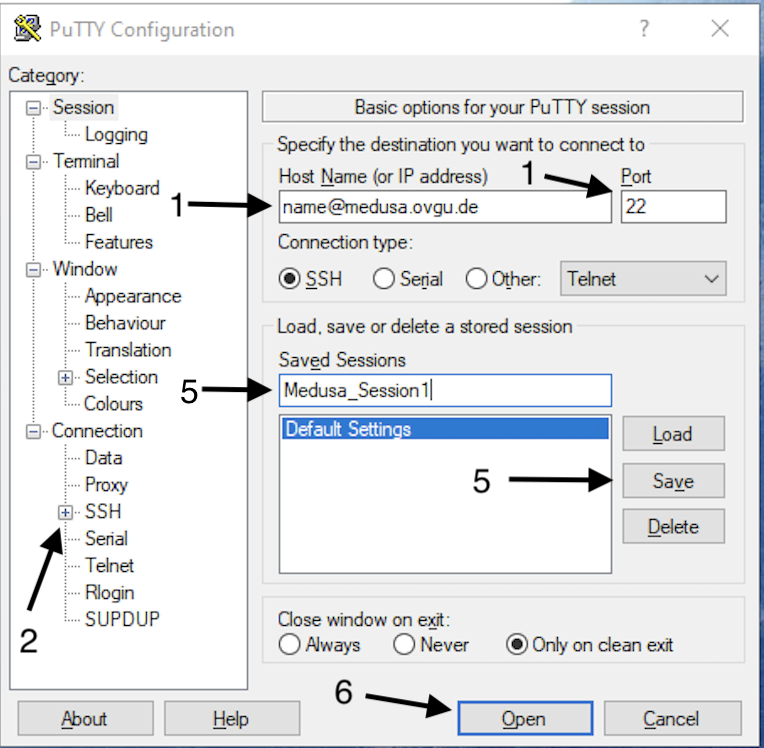 PuTTY Configuration ? ×
Category:
Session
Logging
Terminal
Keyboard
Bell
Features
Window
Appearance
Behaviour
Translation
Selection
Colours
Connection
Data
Proxy
SSH
Serial
Telnet
Rlogin
SUPDUP
2
Basic options for your PuTTY session
Specify the destination you want to connect to
Host Name (or IP address) 1 Port
1 name@medusa.ovgu.de 22
Connection type:
SSH Serial Other: Telnet
Load, save or delete a stored session
Saved Sessions
5 Medusa_Session1
Default Settings
Load
5 Save
Delete
Close window on exit:
Always Never Only on clean exit
6
About Help Open Cancel